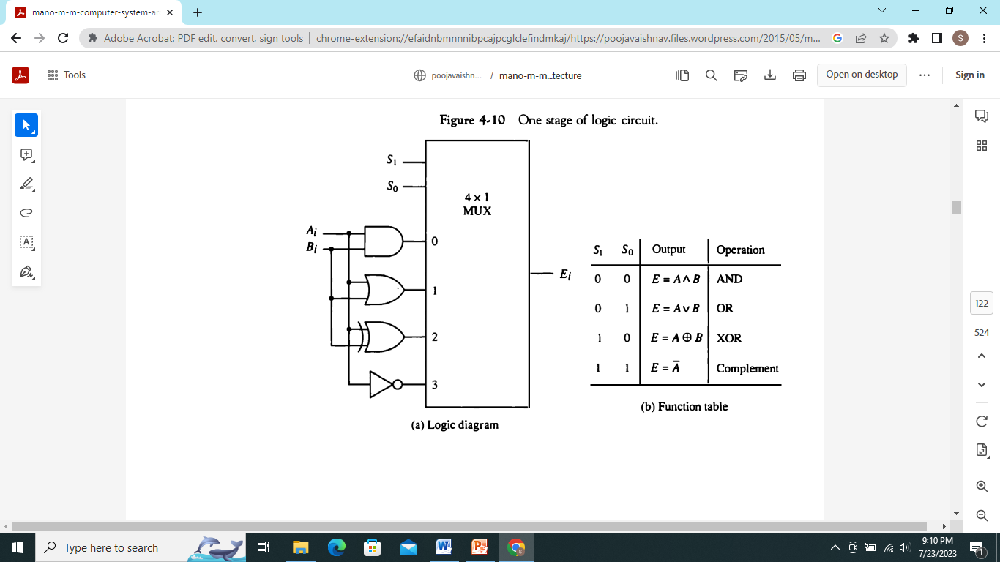 mano-m-m-computer-system-ar
Adobe Acrobat: PDF edit, convert, sign tools | chrome-extension://efaidnbmnnnibpcajpcglclefindmkaj/https://poojavaishnav.files.wordpress.com/2015/05/m...
S
Tools
poojavaishn... / mano-m-m...tecture
Open on desktop
Sign in
Figure 4-10 One stage of logic circuit.
S1
S0
4 × 1
MUX
Ai
Bi
0
1
2
3
Ei
S1 S0 Output Operation
0 0 E = A ∧ B AND
0 1 E = A ∨ B OR
1 0 E = A ⊕ B XOR
1 1 E = A̅ Complement
(b) Function table
(a) Logic diagram
A
122
524
Type here to search
9:10 PM
7/23/2023
1